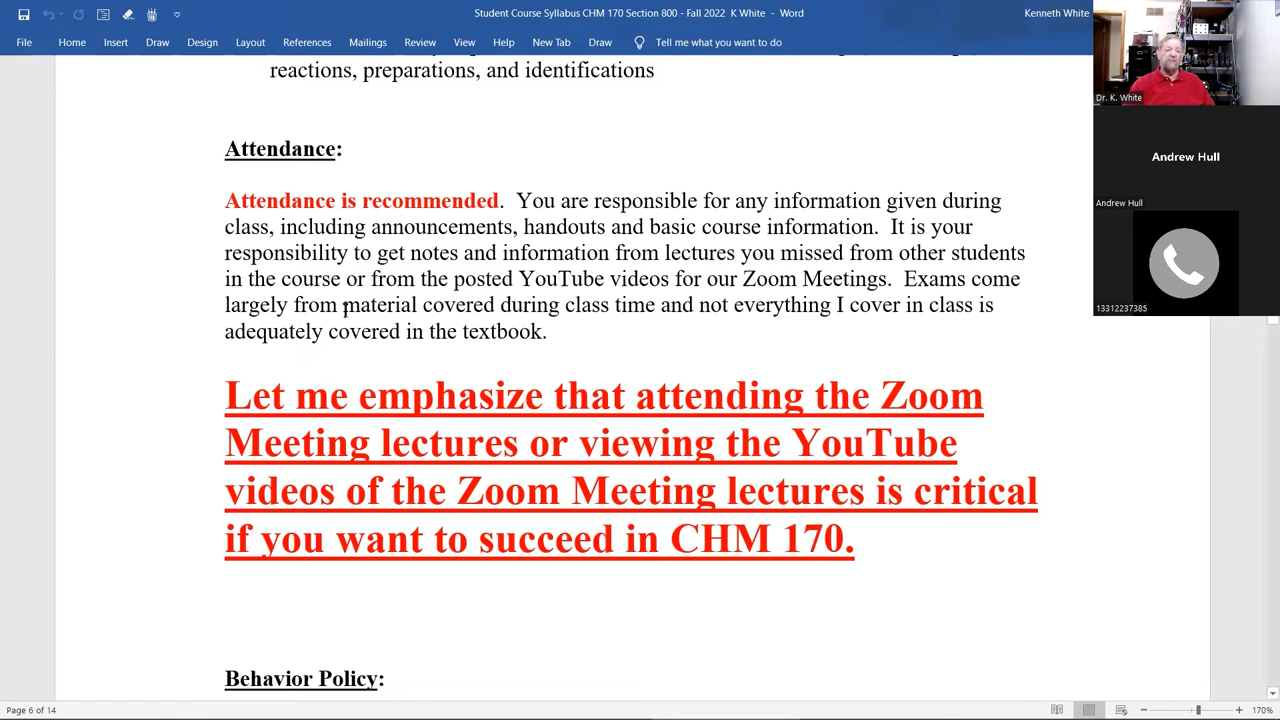 Student Course Syllabus CHM 170 Section 800 - Fall 2022  K White - Word
Kenneth White
File Home Insert Draw Design Layout References Mailings Review View Help New Tab Draw Tell me what you want to do
reactions, preparations, and identifications
Dr. K. White
Andrew Hull
Andrew Hull
13312237385
Attendance:
Attendance is recommended. You are responsible for any information given during
class, including announcements, handouts and basic course information. It is your
responsibility to get notes and information from lectures you missed from other students
in the course or from the posted YouTube videos for our Zoom Meetings. Exams come
largely from material covered during class time and not everything I cover in class is
adequately covered in the textbook.
Let me emphasize that attending the Zoom
Meeting lectures or viewing the YouTube
videos of the Zoom Meeting lectures is critical
if you want to succeed in CHM 170.
Behavior Policy:
Page 6 of 14
170%